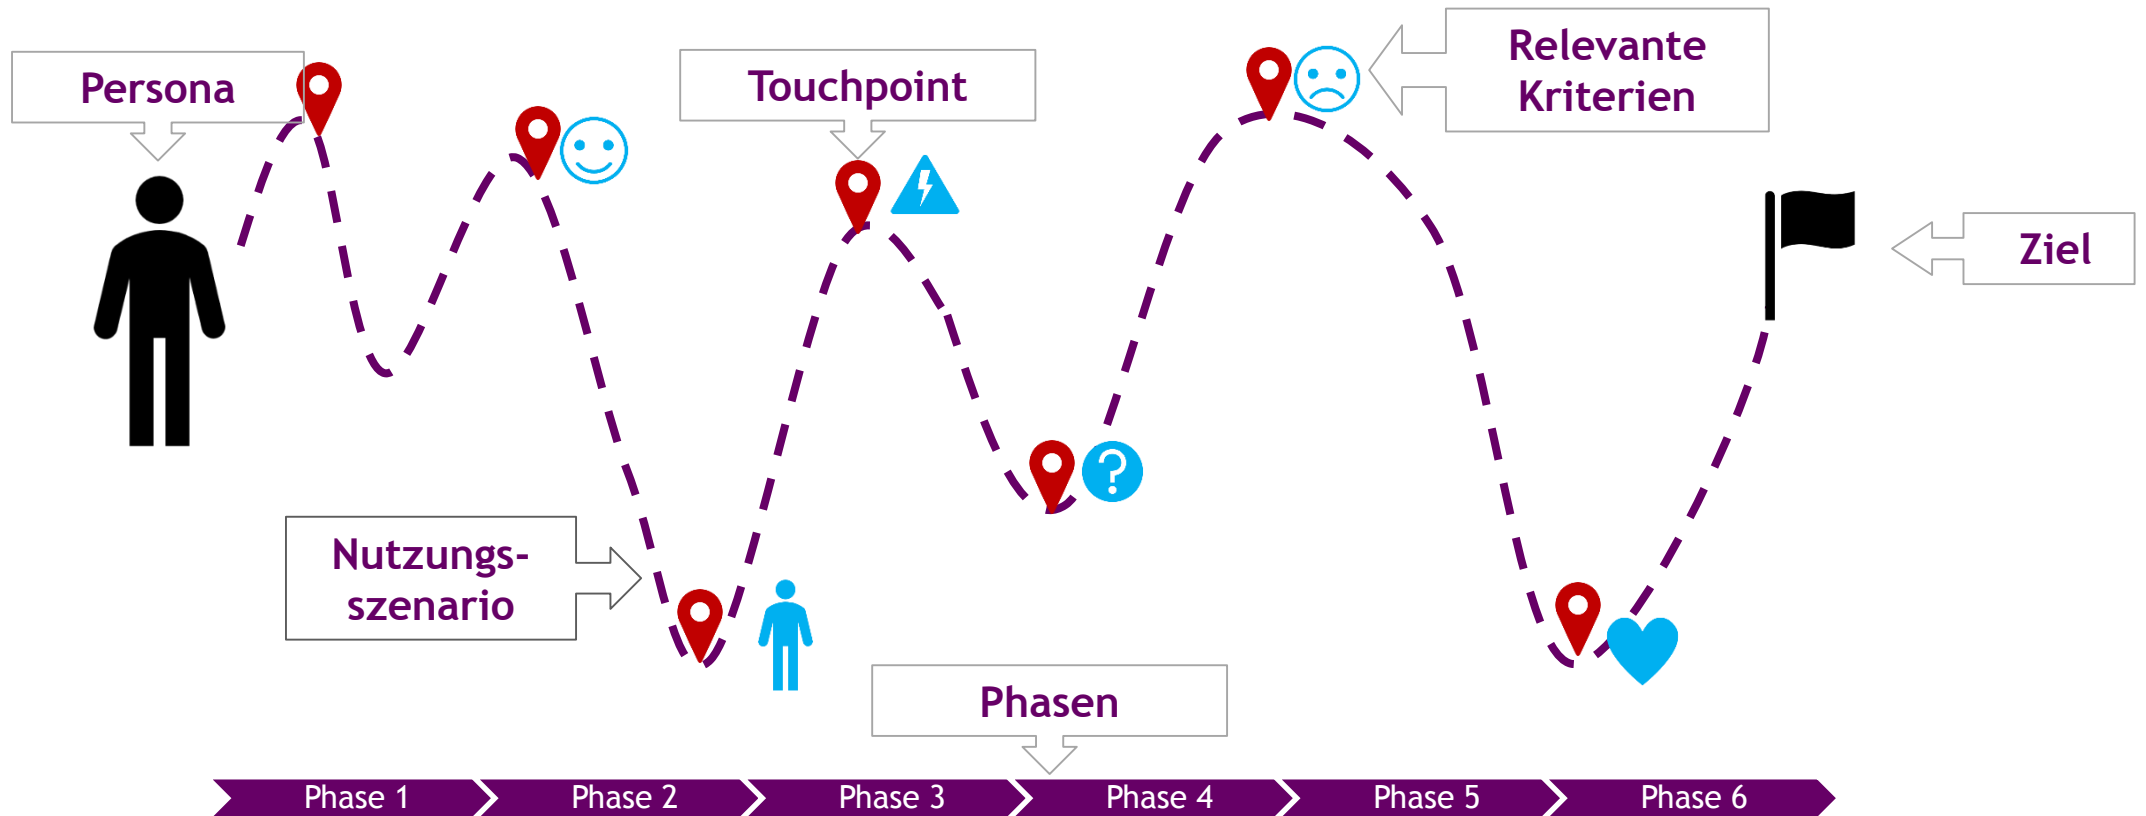 Persona
Touchpoint
Relevante
Kriterien
Ziel
Nutzungs-
szenario
Phasen
Phase 1
Phase 2
Phase 3
Phase 4
Phase 5
Phase 6